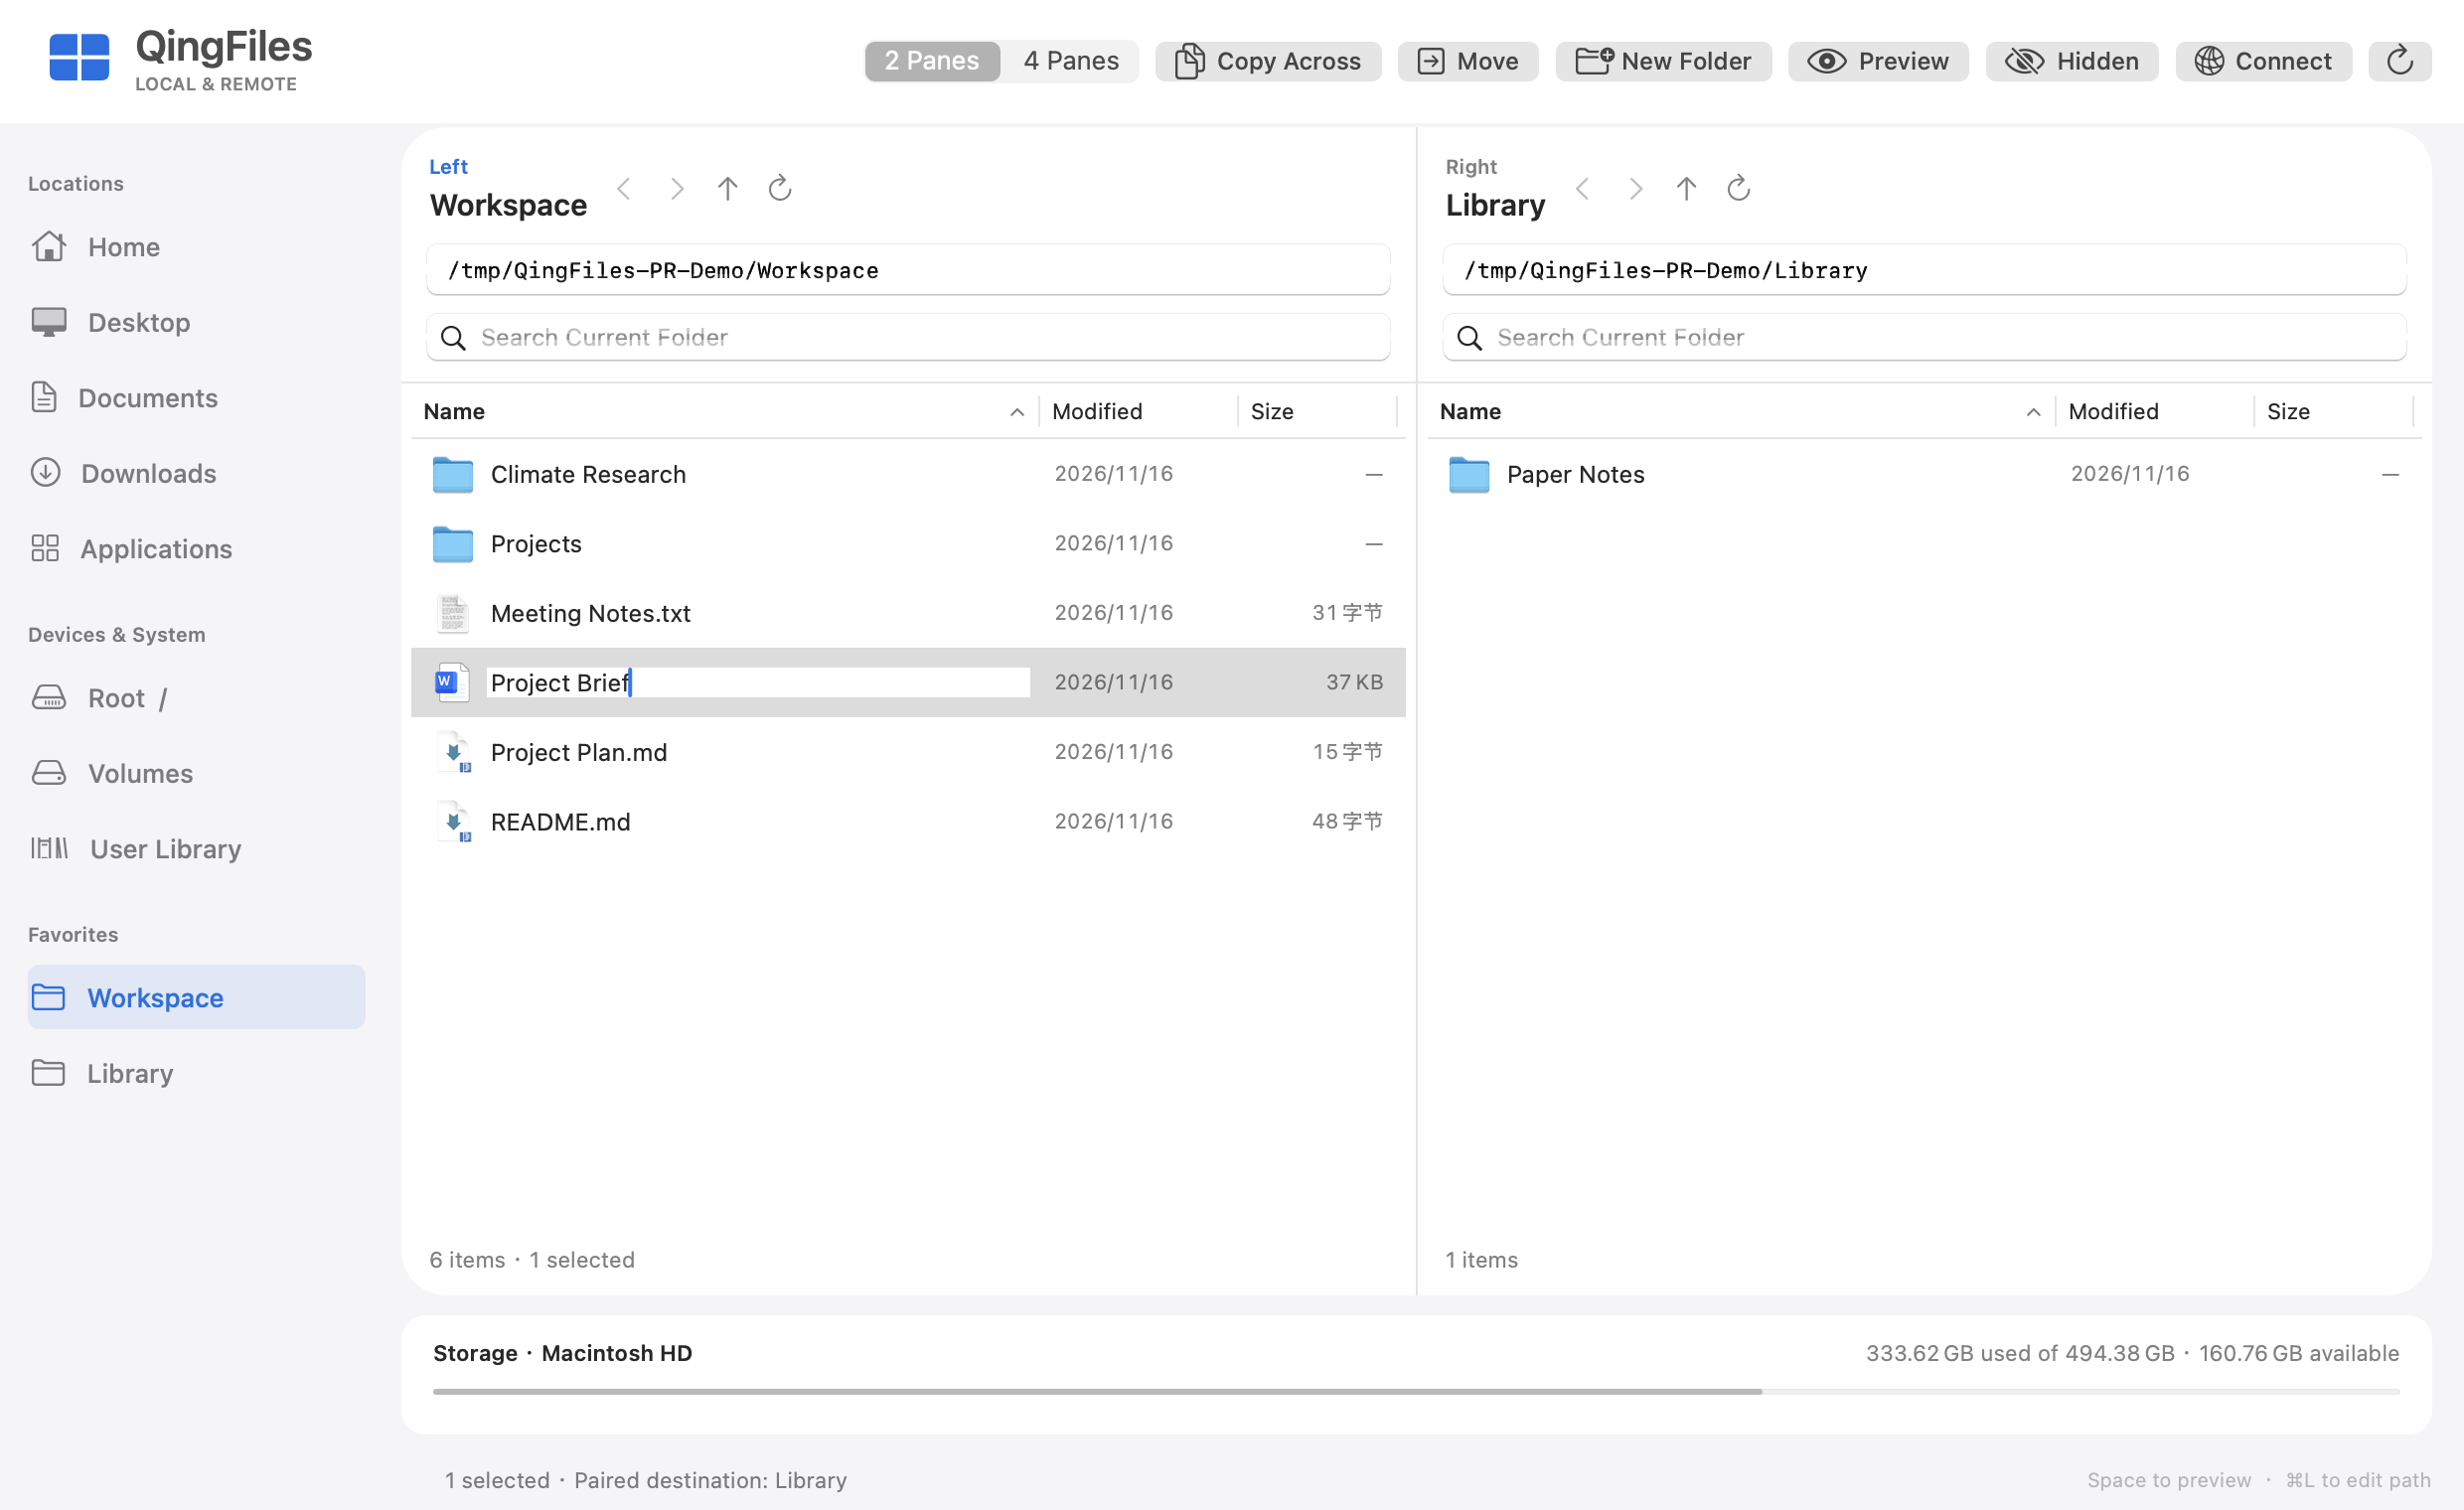 QingFiles
LOCAL & REMOTE
2 Panes 4 Panes Copy Across Move New Folder Preview Hidden Connect
Locations
Home
Desktop
Documents
Downloads
Applications
Devices & System
Root /
Volumes
User Library
Favorites
Workspace
Library
Left
Workspace
/tmp/QingFiles-PR-Demo/Workspace
Search Current Folder
Name Modified Size
Climate Research 2026/11/16 —
Projects 2026/11/16 —
Meeting Notes.txt 2026/11/16 31 字节
Project Brief 2026/11/16 37 KB
Project Plan.md 2026/11/16 15 字节
README.md 2026/11/16 48 字节
6 items · 1 selected
Right
Library
/tmp/QingFiles-PR-Demo/Library
Search Current Folder
Name Modified Size
Paper Notes 2026/11/16 —
1 items
Storage · Macintosh HD 333.62 GB used of 494.38 GB · 160.76 GB available
1 selected · Paired destination: Library Space to preview · ⌘L to edit path